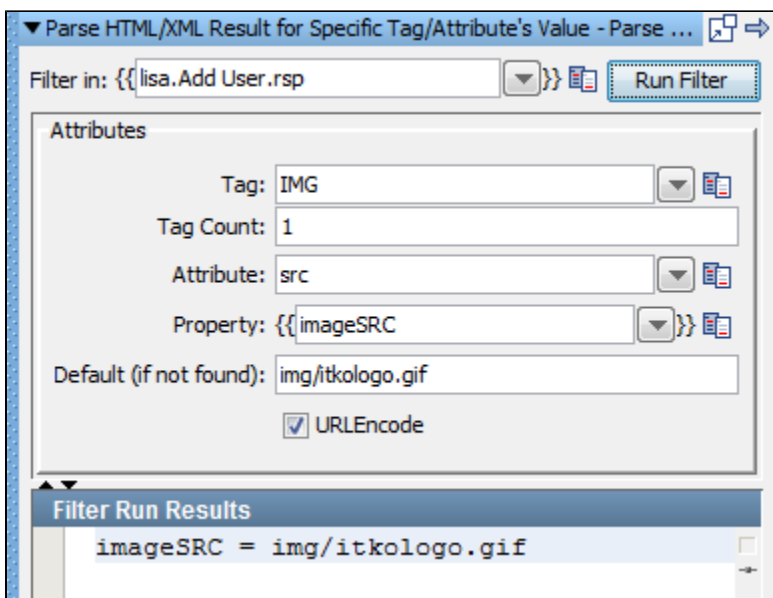 Parse HTML/XML Result for Specific Tag/Attribute's Value - Parse ...
Filter in: {{lisa.Add User.rsp}} Run Filter
Attributes
Tag: IMG
Tag Count: 1
Attribute: src
Property: {{imageSRC}}
Default (if not found): img/itkologo.gif
URLEncode
Filter Run Results
imageSRC = img/itkologo.gif